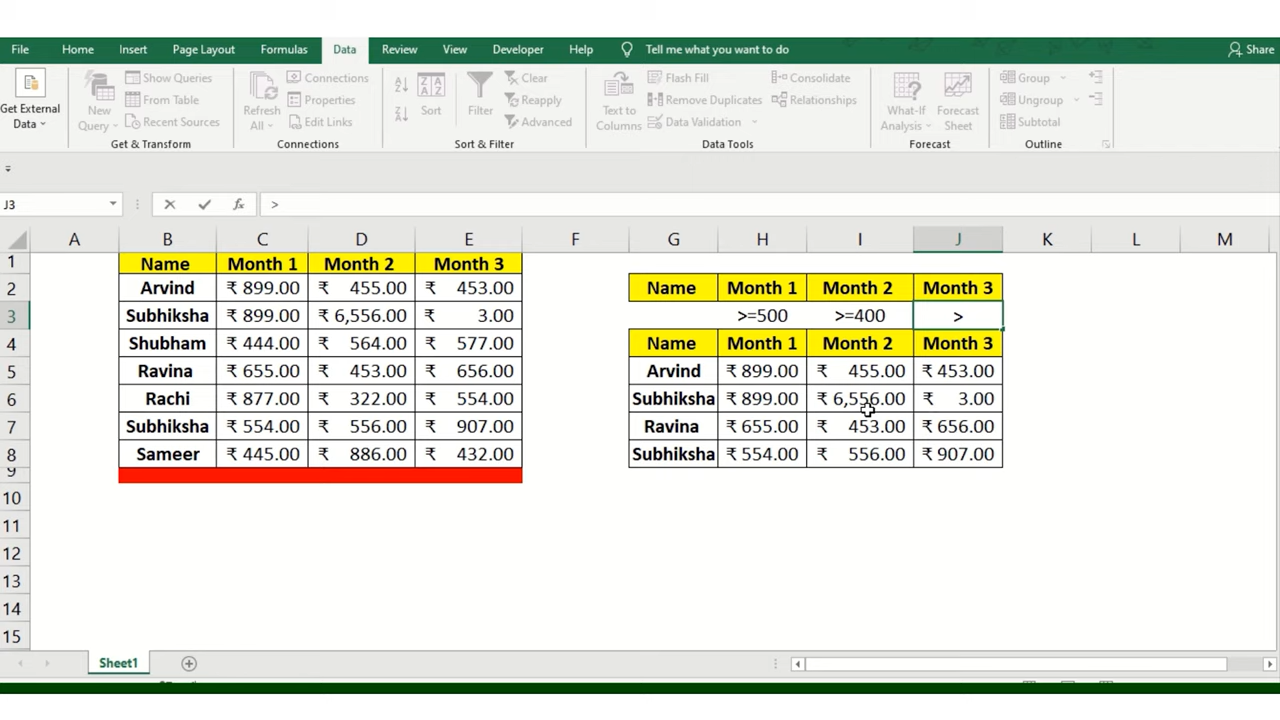 File Home Insert Page Layout Formulas Data Review View Developer Help Tell me what you want to do Share
Get External Data
New Query
Show Queries
From Table
Recent Sources
Get & Transform
Refresh All
Connections
Properties
Edit Links
Connections
Sort
Filter
Clear
Reapply
Advanced
Sort & Filter
Text to Columns
Flash Fill
Remove Duplicates
Data Validation
Consolidate
Relationships
Data Tools
What-If Analysis
Forecast Sheet
Forecast
Group
Ungroup
Subtotal
Outline
J3 fx >
A B C D E F G H I J K L M
1 Name Month 1 Month 2 Month 3
2 Arvind ₹ 899.00 ₹ 455.00 ₹ 453.00 Name Month 1 Month 2 Month 3
3 Subhiksha ₹ 899.00 ₹ 6,556.00 ₹ 3.00 >=500 >=400 >
4 Shubham ₹ 444.00 ₹ 564.00 ₹ 577.00 Name Month 1 Month 2 Month 3
5 Ravina ₹ 655.00 ₹ 453.00 ₹ 656.00 Arvind ₹ 899.00 ₹ 455.00 ₹ 453.00
6 Rachi ₹ 877.00 ₹ 322.00 ₹ 554.00 Subhiksha ₹ 899.00 ₹ 6,556.00 ₹ 3.00
7 Subhiksha ₹ 554.00 ₹ 556.00 ₹ 907.00 Ravina ₹ 655.00 ₹ 453.00 ₹ 656.00
8 Sameer ₹ 445.00 ₹ 886.00 ₹ 432.00 Subhiksha ₹ 554.00 ₹ 556.00 ₹ 907.00
9
10
11
12
13
14
15
Sheet1